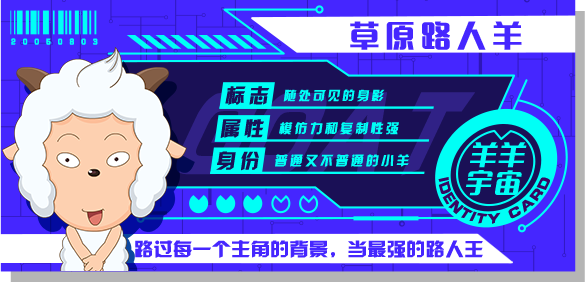 草原路人羊
20050803
标志 随处可见的身影
属性 模仿力和复制性强
身份 普通又不普通的小羊
GOAT
羊羊
宇宙
IDENTITY CARD
路过每一个主角的背景，当最强的路人王